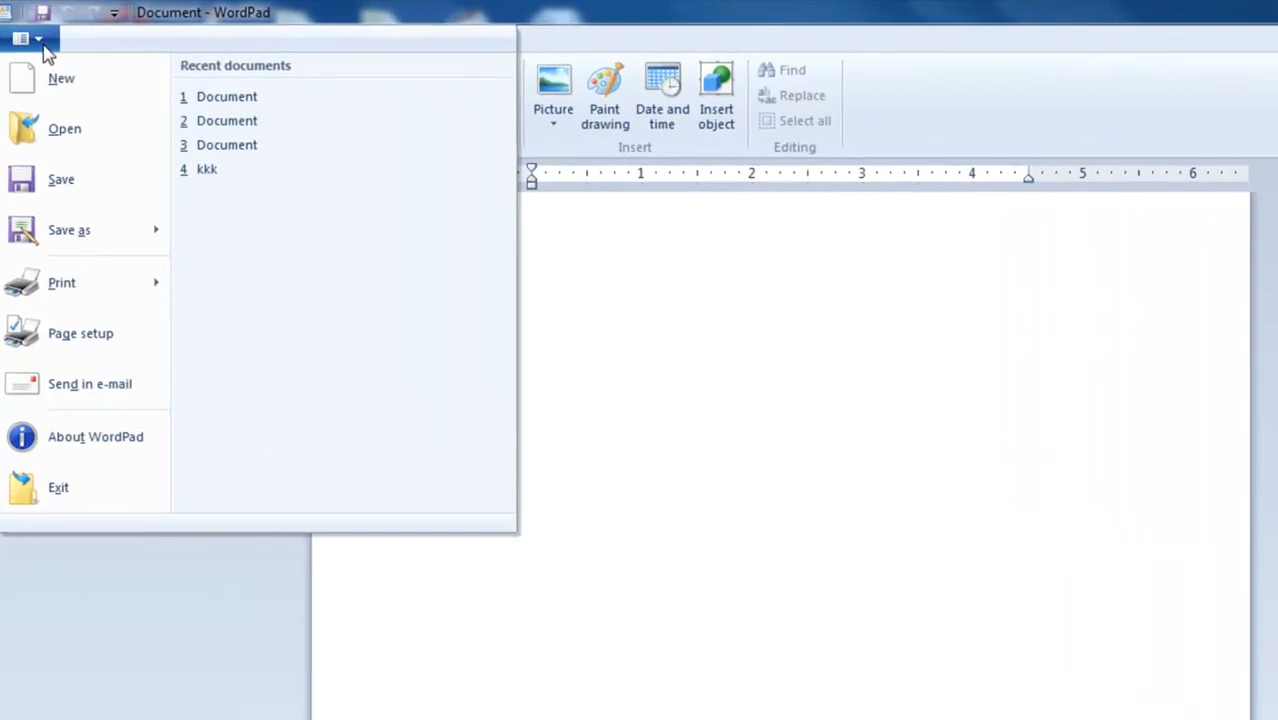 Document - WordPad
New
Open
Save
Save as
Print
Page setup
Send in e-mail
About WordPad
Exit
Recent documents
1 Document
2 Document
3 Document
4 kkk
Picture
Paint drawing
Date and time
Insert object
Insert
Find
Replace
Select all
Editing
1 2 3 4 5 6